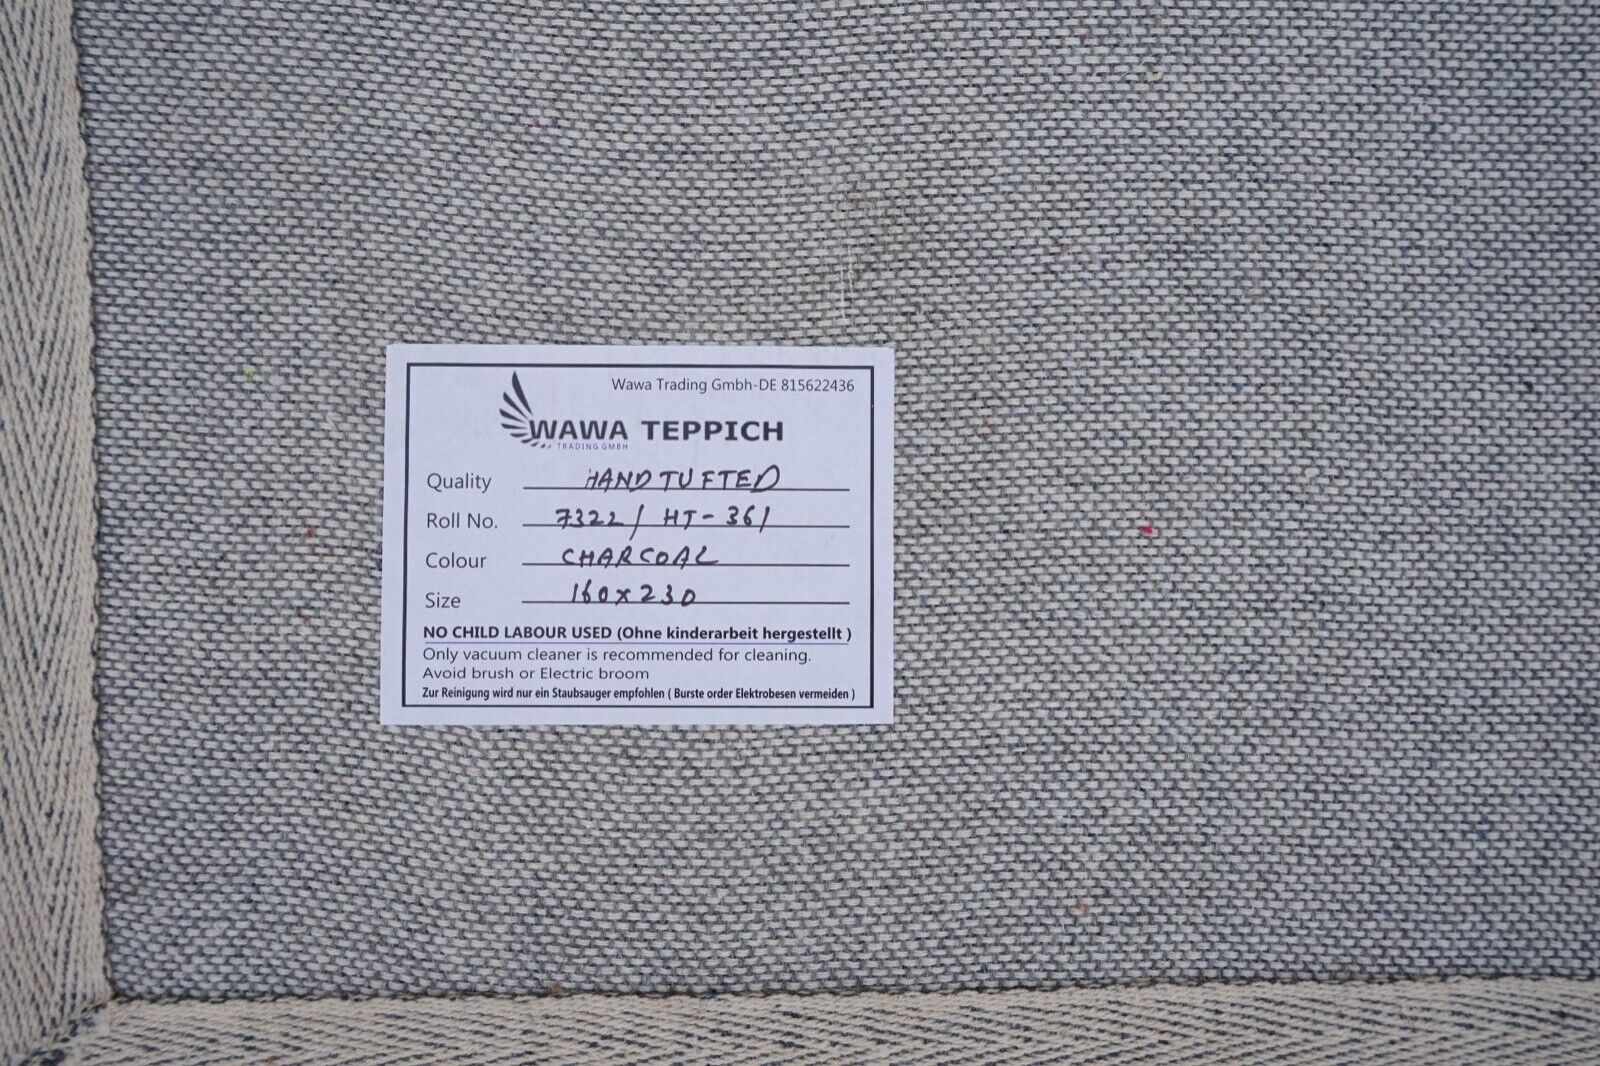 Wawa Trading Gmbh-DE 815622436
WAWA TEPPICH
TRADING GMBH
Quality HAND TUFTED
Roll No. 7322/ HT-361
Colour CHARCOAL
Size 160x230
NO CHILD LABOUR USED (Ohne kinderarbeit hergestellt )
Only vacuum cleaner is recommended for cleaning.
Avoid brush or Electric broom
Zur Reinigung wird nur ein Staubsauger empfohlen ( Burste order Elektrobesen vermeiden )